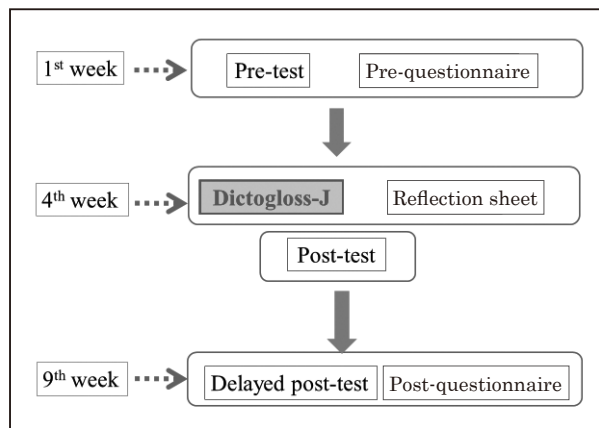 1st week Pre-test Pre-questionnaire
4th week Dictogloss-J Reflection sheet
Post-test
9th week Delayed post-test Post-questionnaire